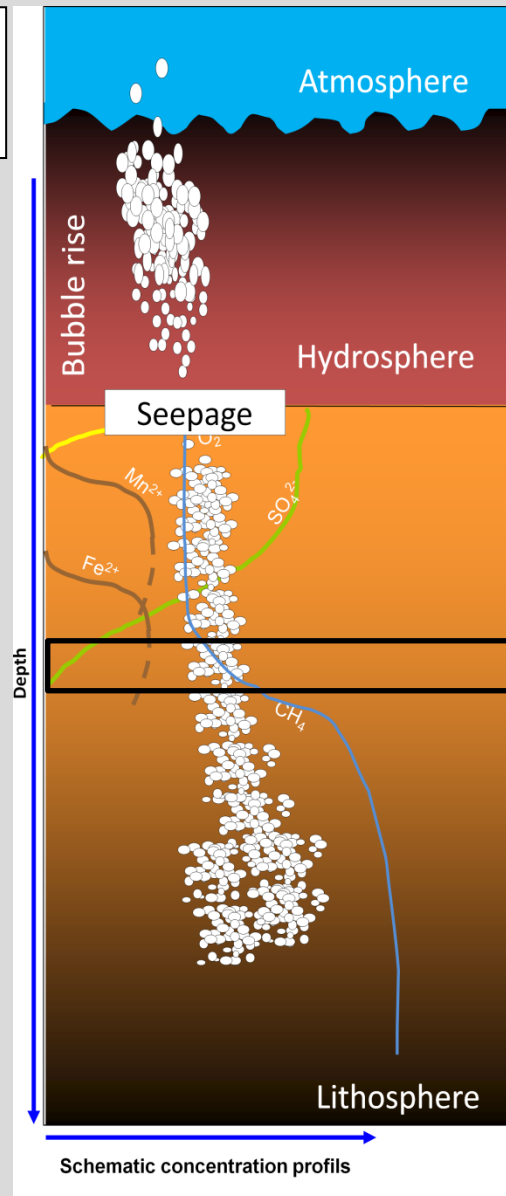 Atmosphere
Bubble rise
Hydrosphere
Seepage
O₂
Mn²⁺
SO₄²⁻
Fe²⁺
Depth
CH₄
Lithosphere
Schematic concentration profils